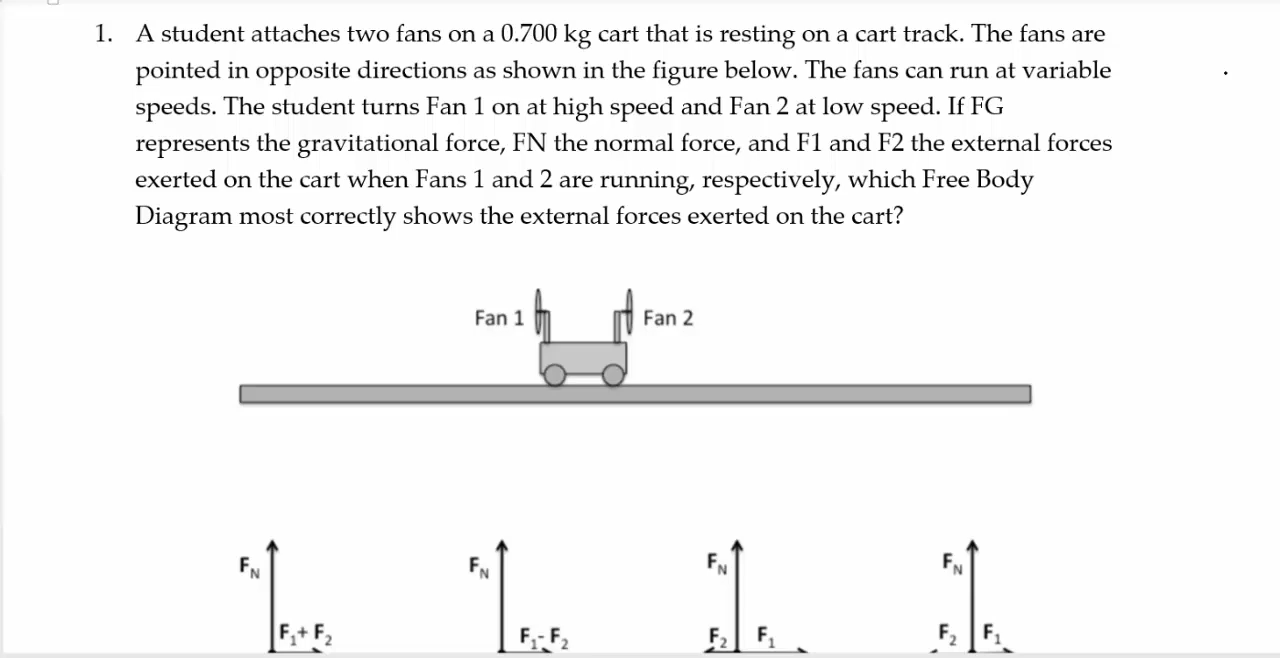 1. A student attaches two fans on a 0.700 kg cart that is resting on a cart track. The fans are
pointed in opposite directions as shown in the figure below. The fans can run at variable
speeds. The student turns Fan 1 on at high speed and Fan 2 at low speed. If FG
represents the gravitational force, FN the normal force, and F1 and F2 the external forces
exerted on the cart when Fans 1 and 2 are running, respectively, which Free Body
Diagram most correctly shows the external forces exerted on the cart?
Fan 1 Fan 2
F_N F_N F_N F_N
F₁+ F₂ F₁- F₂ F₂ F₁ F₂ F₁